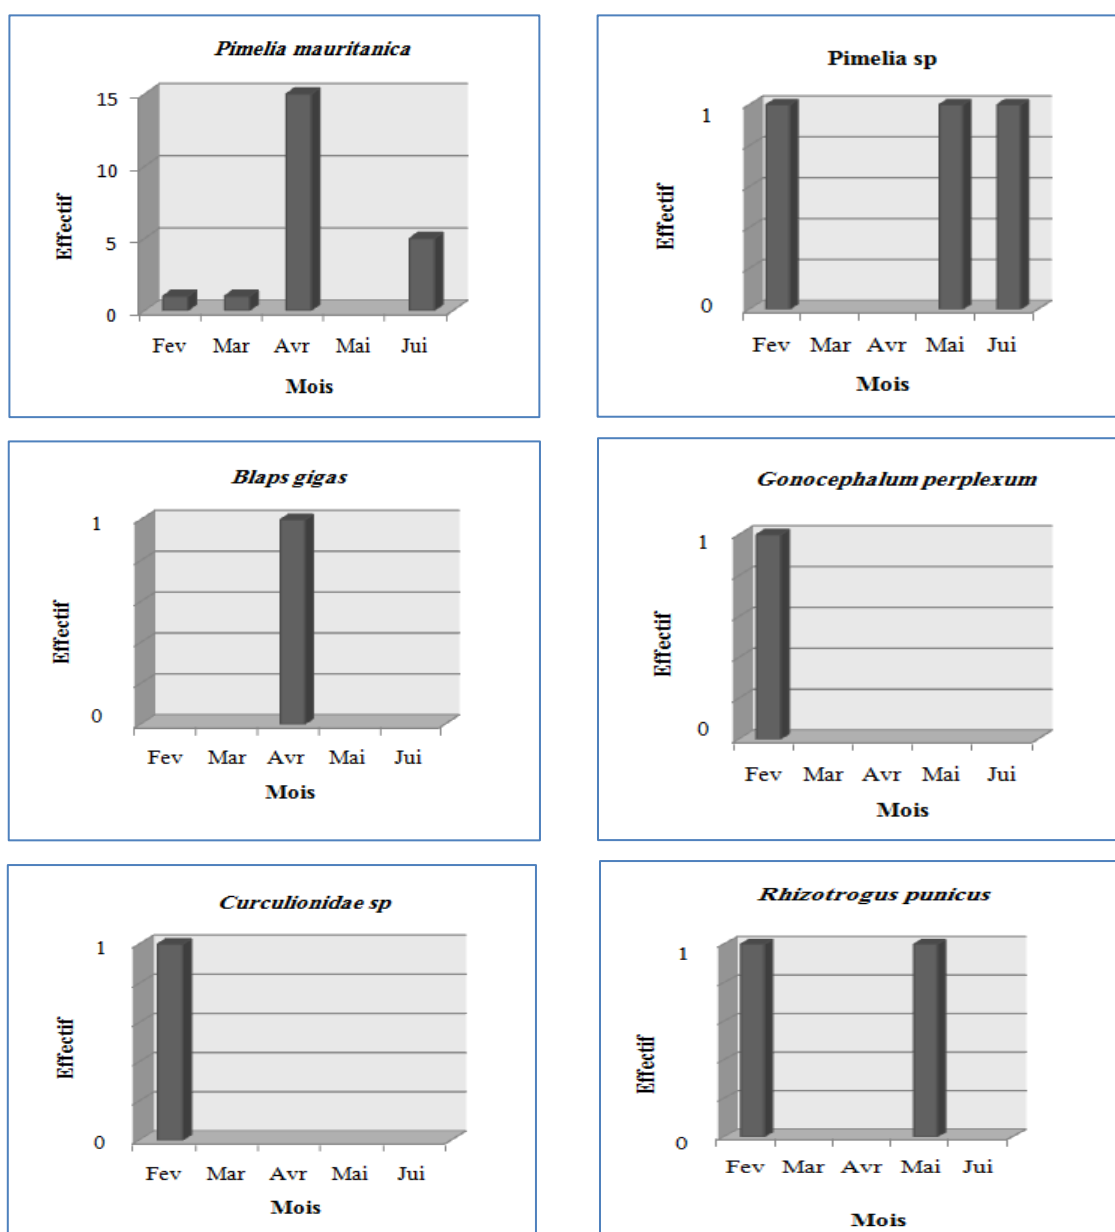 Pimelia mauritanica
15
10
5
0
Effectif
Fev Mar Avr Mai Jui
Mois
Pimelia sp
1
0
Effectif
Fev Mar Avr Mai Jui
Mois
Blaps gigas
1
0
Effectif
Fev Mar Avr Mai Jui
Mois
Gonocephalum perplexum
1
0
Effectif
Fev Mar Avr Mai Jui
Mois
Curculionidae sp
1
0
Effectif
Fev Mar Avr Mai Jui
Mois
Rhizotrogus punicus
1
0
Effectif
Fev Mar Avr Mai Jui
Mois